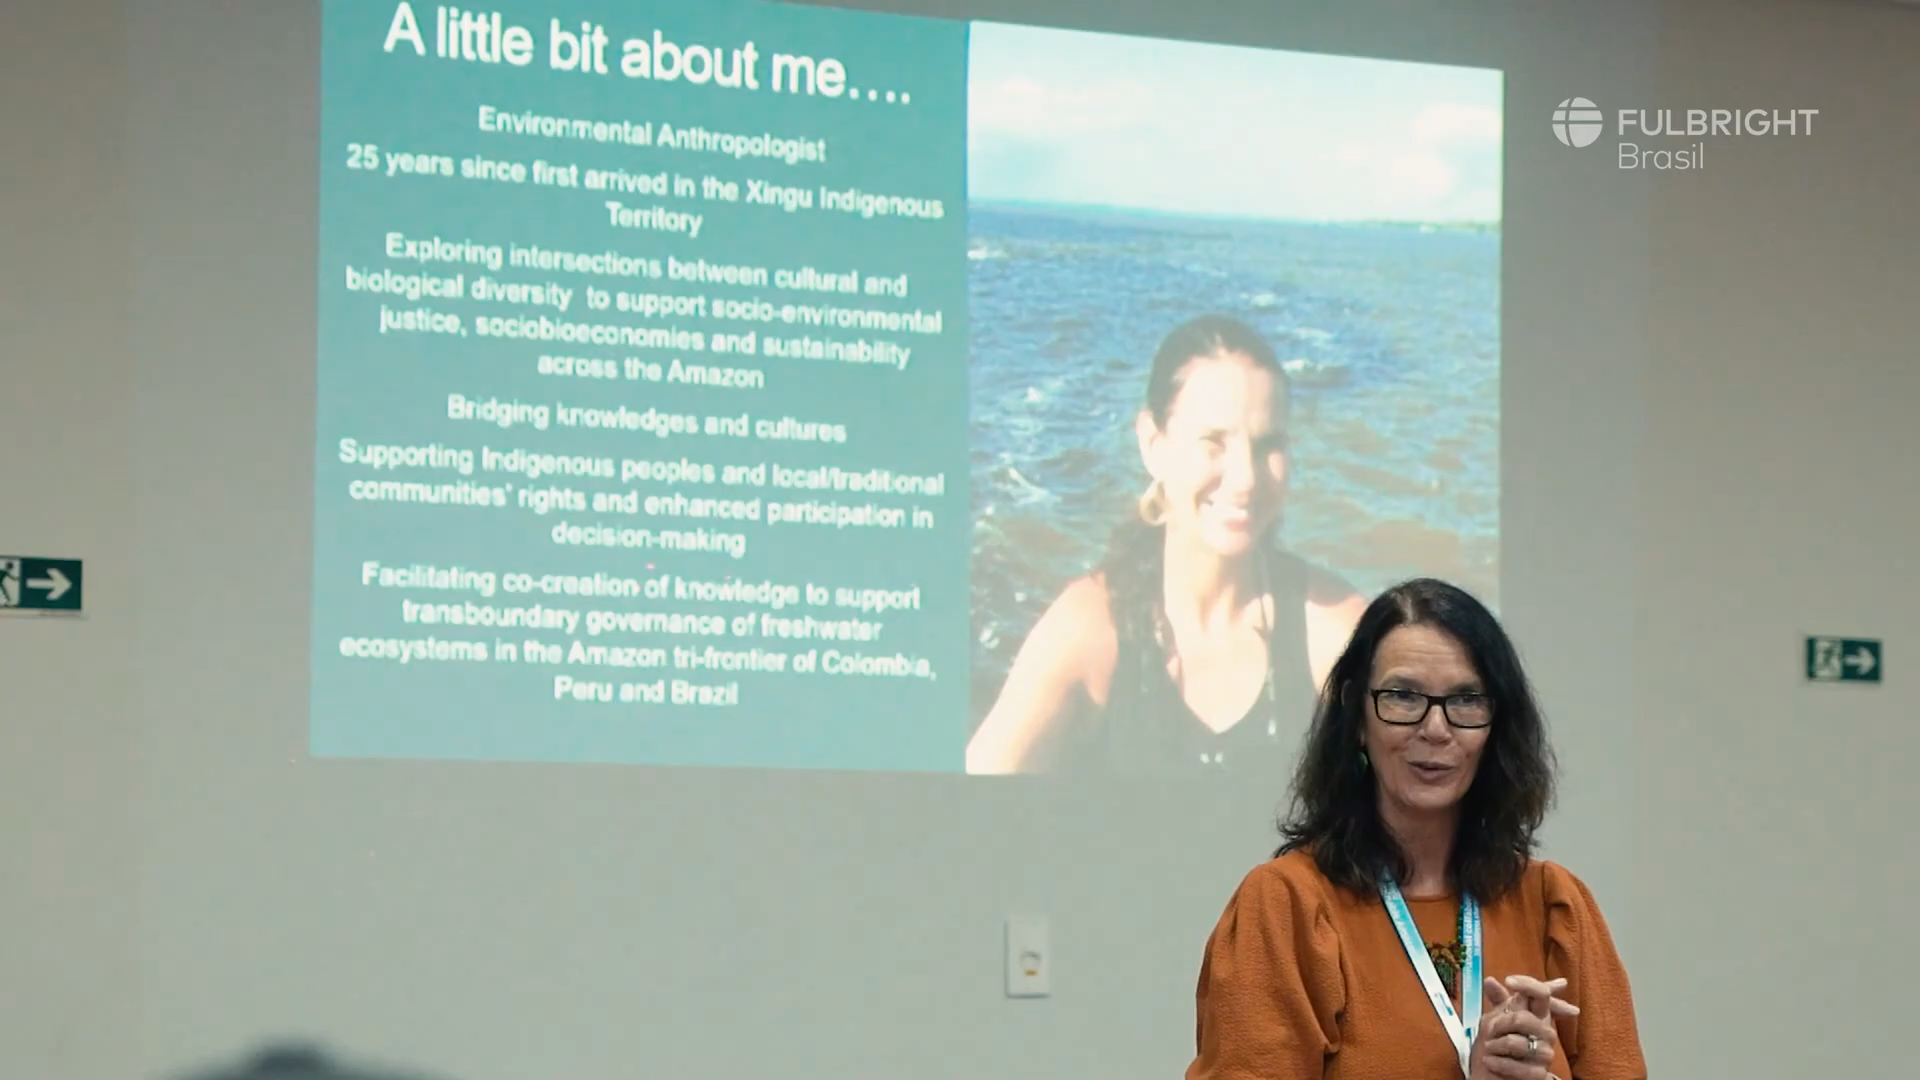 A little bit about me....
FULBRIGHT
Brasil
Environmental Anthropologist
25 years since first arrived in the Xingu Indigenous
Territory
Exploring intersections between cultural and
biological diversity to support socio-environmental
justice, sociobioeconomies and sustainability
across the Amazon
Bridging knowledges and cultures
Supporting Indigenous peoples and local/traditional
communities' rights and enhanced participation in
decision-making
Facilitating co-creation of knowledge to support
transboundary governance of freshwater
ecosystems in the Amazon tri-frontier of Colombia,
Peru and Brazil